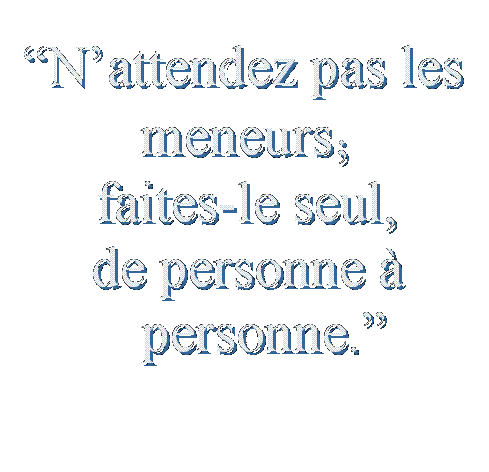 “N’attendez pas les
meneurs;
faites-le seul,
de personne à
personne.”